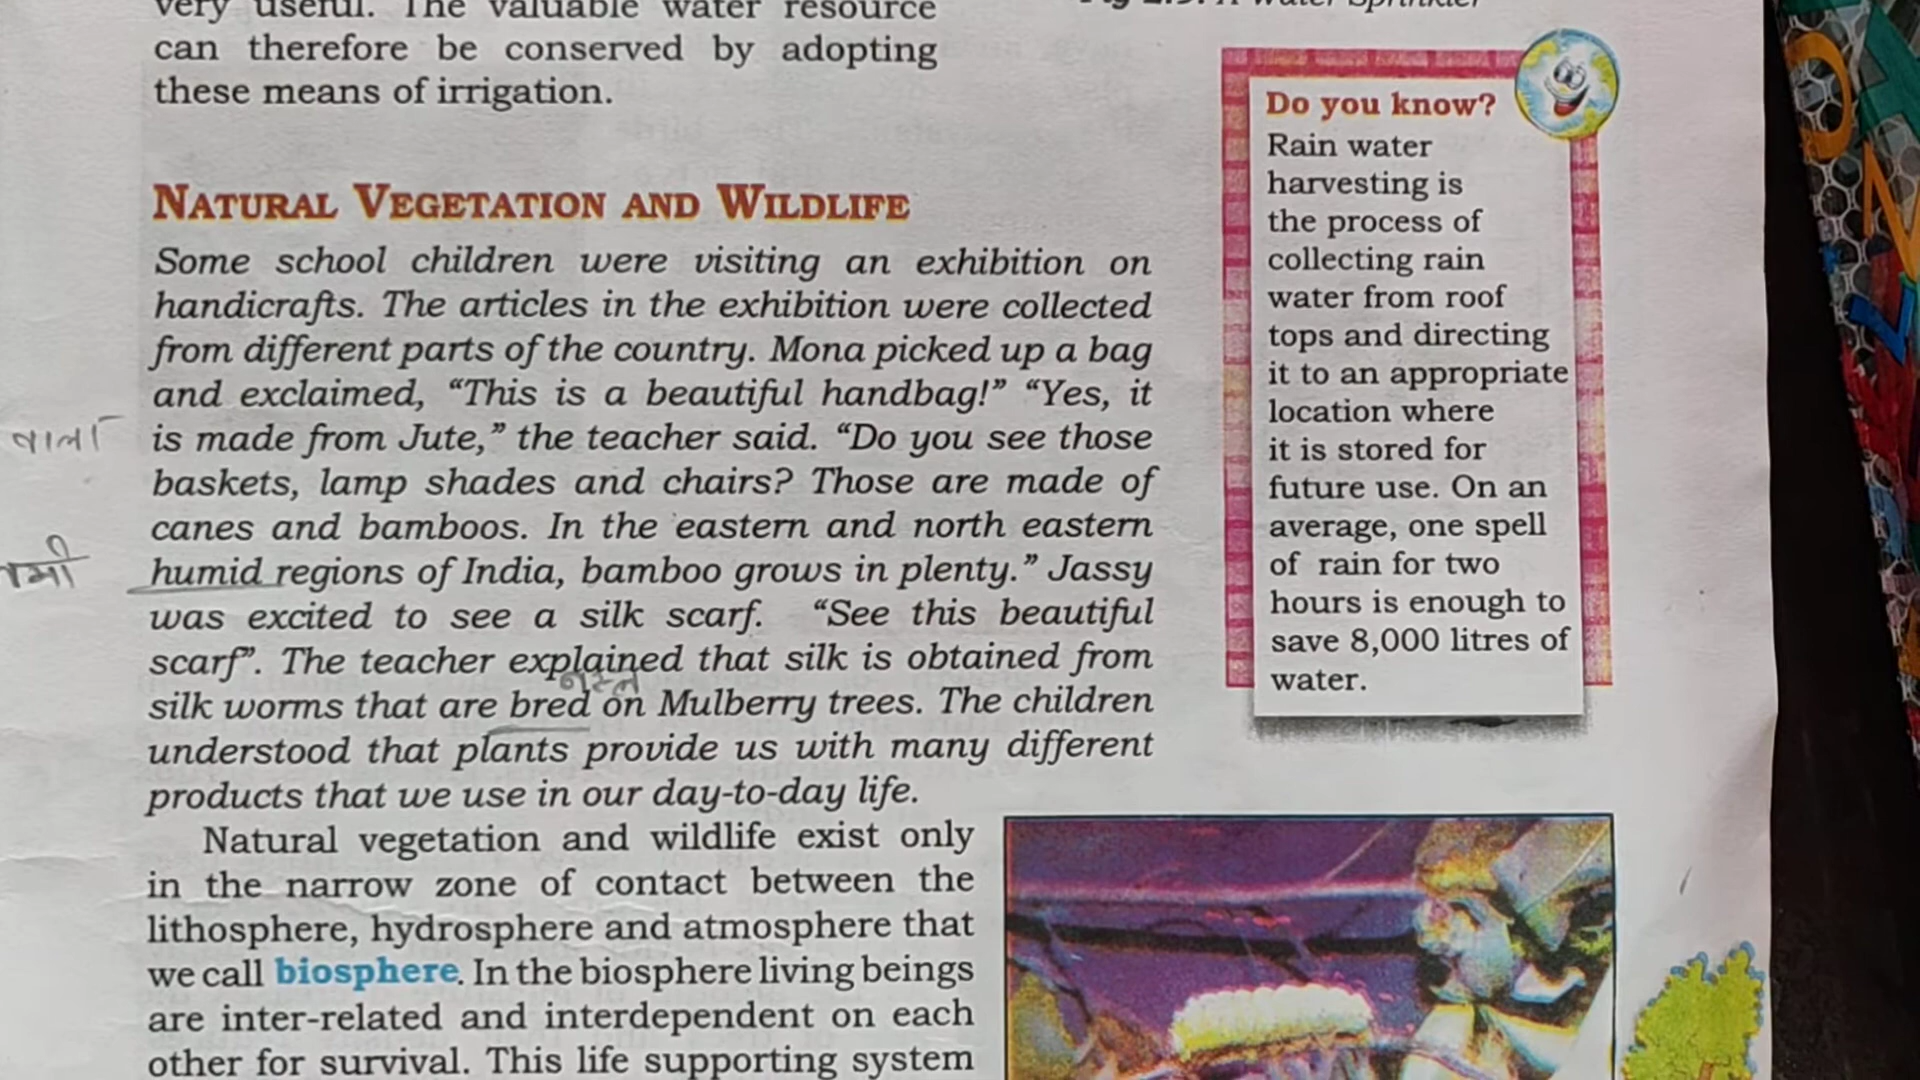 very useful. The valuable water resource
can therefore be conserved by adopting
these means of irrigation.
NATURAL VEGETATION AND WILDLIFE
Some school children were visiting an exhibition on
handicrafts. The articles in the exhibition were collected
from different parts of the country. Mona picked up a bag
and exclaimed, “This is a beautiful handbag!” “Yes, it
is made from Jute,” the teacher said. “Do you see those
baskets, lamp shades and chairs? Those are made of
canes and bamboos. In the eastern and north eastern
humid regions of India, bamboo grows in plenty.” Jassy
was excited to see a silk scarf. “See this beautiful
scarf”. The teacher explained that silk is obtained from
नस्ल
silk worms that are bred on Mulberry trees. The children
understood that plants provide us with many different
products that we use in our day-to-day life.
Natural vegetation and wildlife exist only
in the narrow zone of contact between the
lithosphere, hydrosphere and atmosphere that
we call biosphere. In the biosphere living beings
are inter-related and interdependent on each
other for survival. This life supporting system
A Water Sprinkler
Do you know?
Rain water
harvesting is
the process of
collecting rain
water from roof
tops and directing
it to an appropriate
location where
it is stored for
future use. On an
average, one spell
of rain for two
hours is enough to
save 8,000 litres of
water.